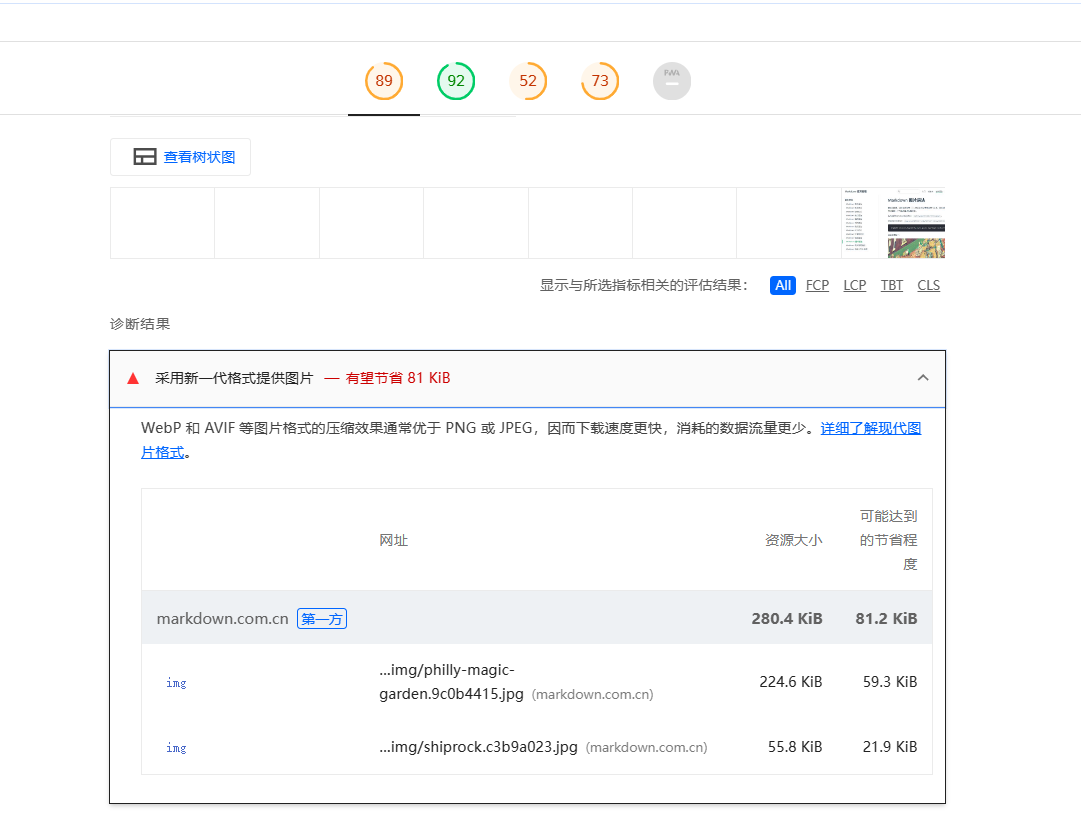 89
92
52
73
PWA
查看树状图
Markdown 图片语法
显示与所选指标相关的评估结果：
All FCP LCP TBT CLS
诊断结果
采用新一代格式提供图片 — 有望节省 81 KiB
WebP 和 AVIF 等图片格式的压缩效果通常优于 PNG 或 JPEG，因而下载速度更快，消耗的数据流量更少。详细了解现代图
片格式。
网址
资源大小
可能达到
的节省程
度
markdown.com.cn 第一方 280.4 KiB 81.2 KiB
img
…img/philly-magic-
garden.9c0b4415.jpg (markdown.com.cn)
224.6 KiB 59.3 KiB
img …img/shiprock.c3b9a023.jpg (markdown.com.cn) 55.8 KiB 21.9 KiB